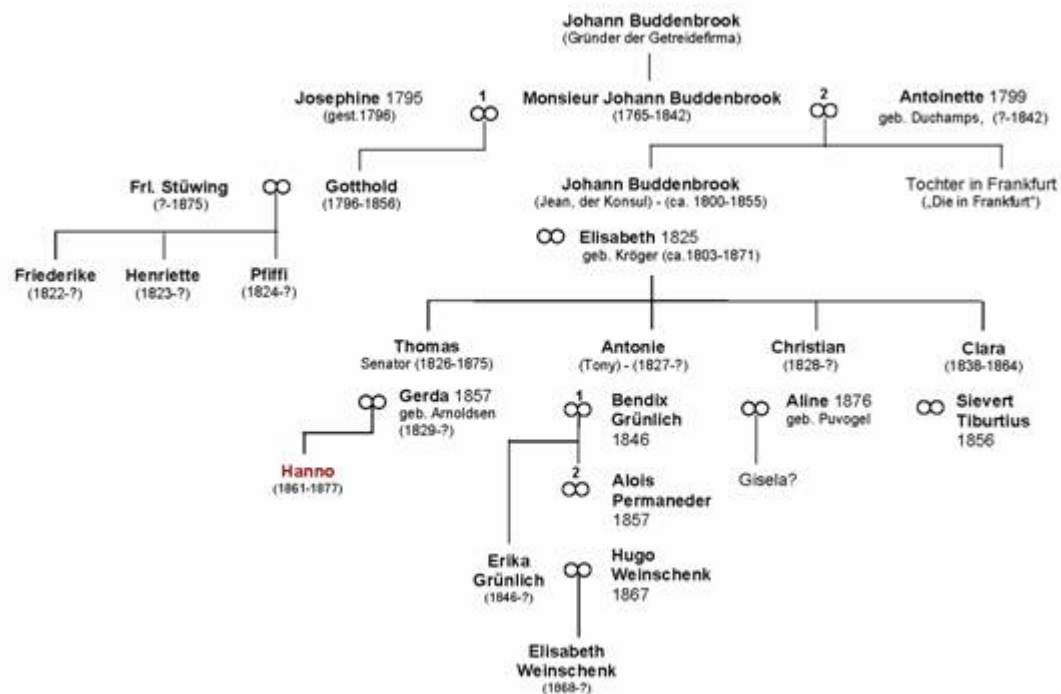 Johann Buddenbrook
(Gründer der Getreidefirma)
Josephine 1795
(gest.1796)
1
Monsieur Johann Buddenbrook
(1765-1842)
2
Antoinette 1799
geb. Duchamps, (?-1842)
Frl. Stüwing
(?-1875)
Gotthold
(1796-1856)
Johann Buddenbrook
(Jean, der Konsul) - (ca. 1800-1855)
Tochter in Frankfurt
(„Die in Frankfurt“)
Elisabeth 1825
geb. Kröger (ca.1803-1871)
Friederike
(1822-?)
Henriette
(1823-?)
Pfiffi
(1824-?)
Thomas
Senator (1826-1875)
Antonie
(Tony) - (1827-?)
Christian
(1828-?)
Clara
(1838-1864)
Gerda 1857
geb. Arnoldsen
(1829-?)
1
Bendix
Grünlich
1846
Aline 1876
geb. Puvogel
Sievert
Tiburtius
1856
Hanno
(1861-1877)
2
Alois
Permaneder
1857
Gisela?
Erika
Grünlich
(1846-?)
Hugo
Weinschenk
1867
Elisabeth
Weinschenk
(1868-?)